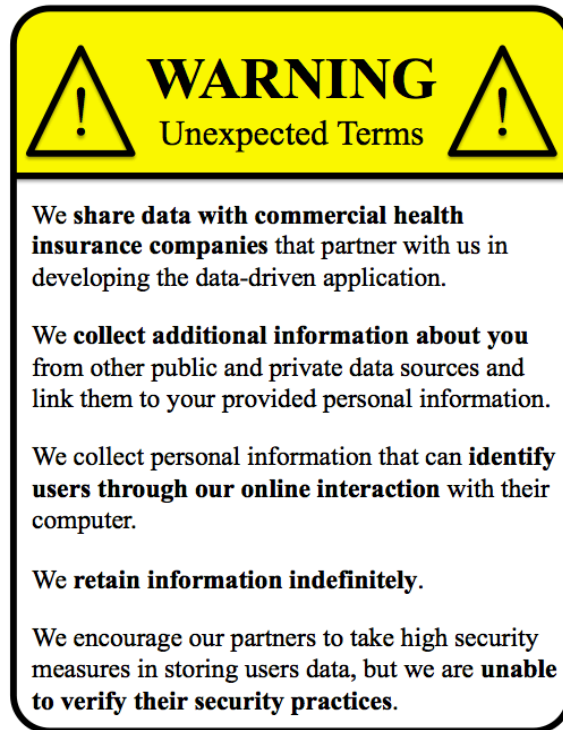 WARNING
Unexpected Terms
We share data with commercial health
insurance companies that partner with us in
developing the data-driven application.
We collect additional information about you
from other public and private data sources and
link them to your provided personal information.
We collect personal information that can identify
users through our online interaction with their
computer.
We retain information indefinitely.
We encourage our partners to take high security
measures in storing users data, but we are unable
to verify their security practices.